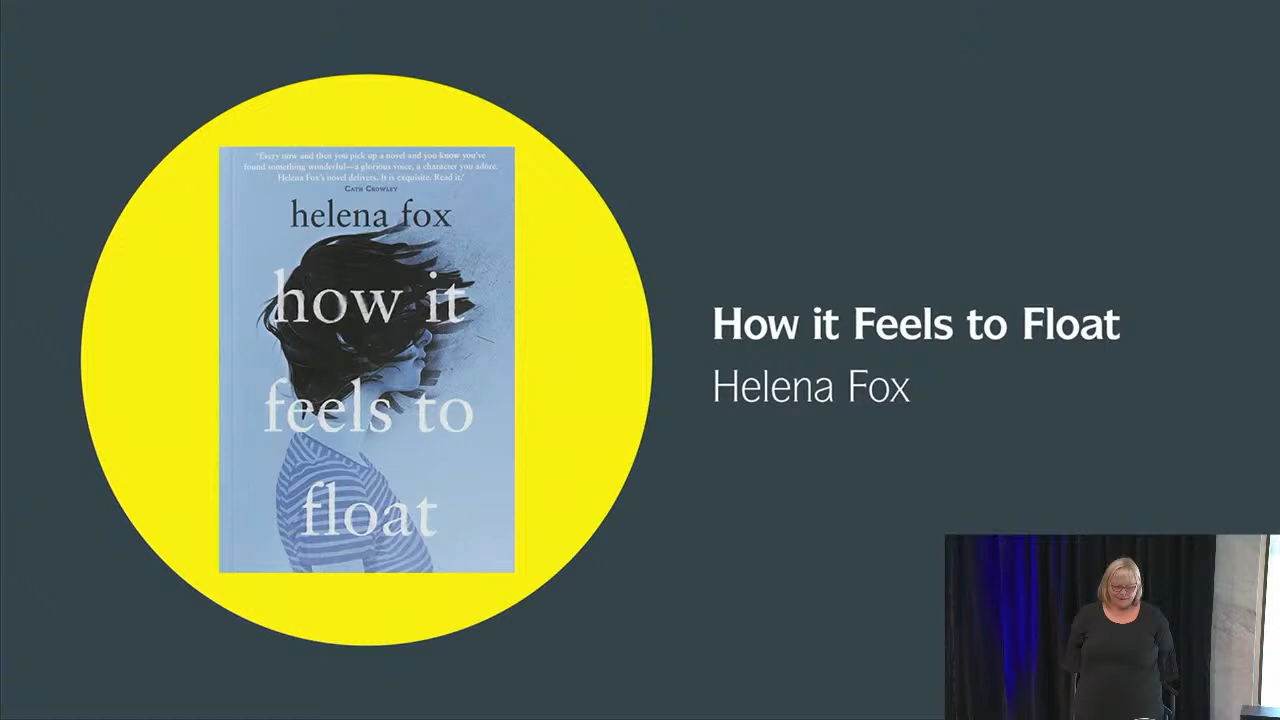 'Every now and then you pick up a novel and you know you've
found something wonderful—a glorious voice, a character you adore.
Helena Fox's novel delivers. It is exquisite. Read it.'
Cath Crowley
helena fox
how it
feels to
float
How it Feels to Float
Helena Fox